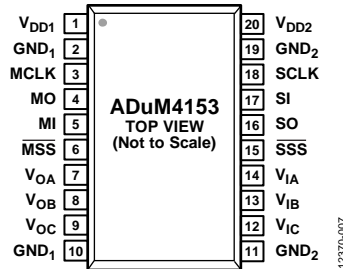 VDD1 1 20 VDD2
GND1 2 19 GND2
MCLK 3 18 SCLK
MO 4 ADuM4153 17 SI
MI 5 TOP VIEW 16 SO
MSS 6 (Not to Scale) 15 SSS
VOA 7 14 VIA
VOB 8 13 VIB
VOC 9 12 VIC
GND1 10 11 GND2
12370-007